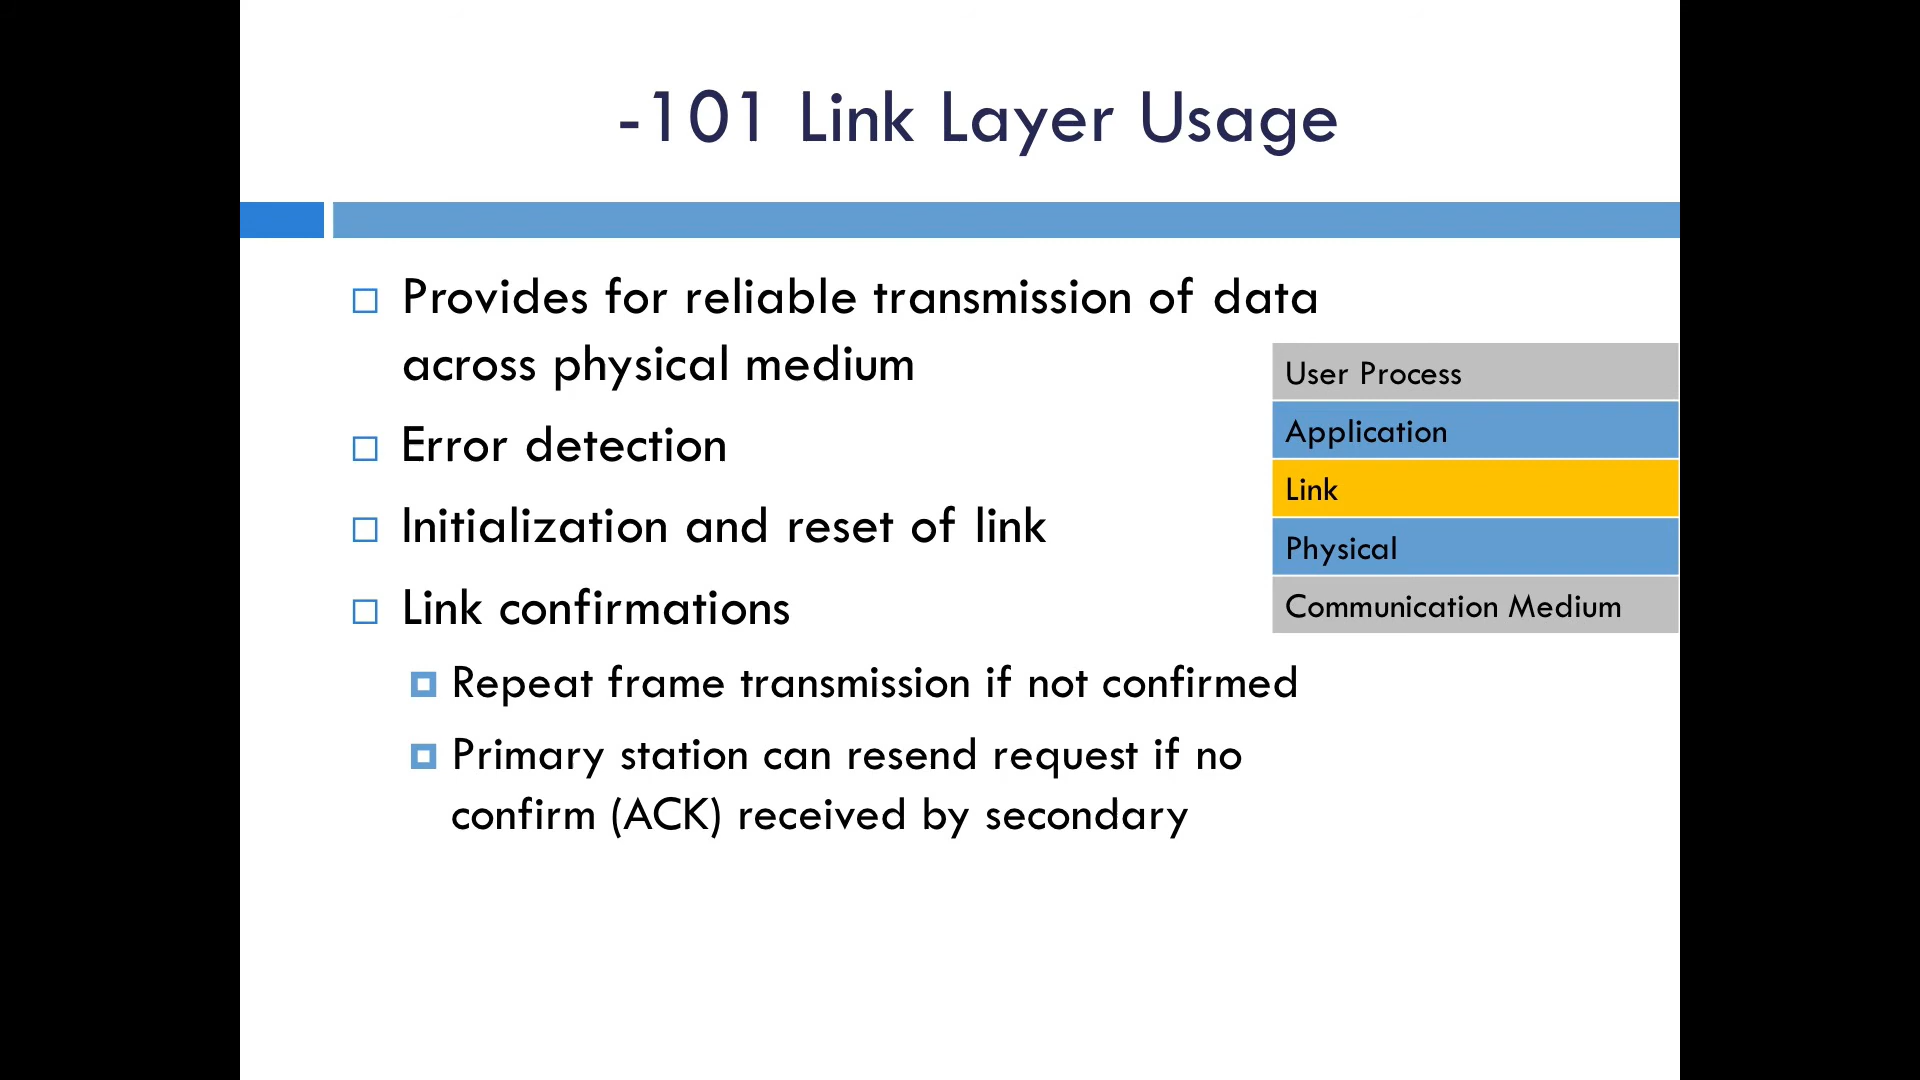 -101 Link Layer Usage
Provides for reliable transmission of data
across physical medium
Error detection
Initialization and reset of link
Link confirmations
Repeat frame transmission if not confirmed
Primary station can resend request if no
confirm (ACK) received by secondary
User Process
Application
Link
Physical
Communication Medium